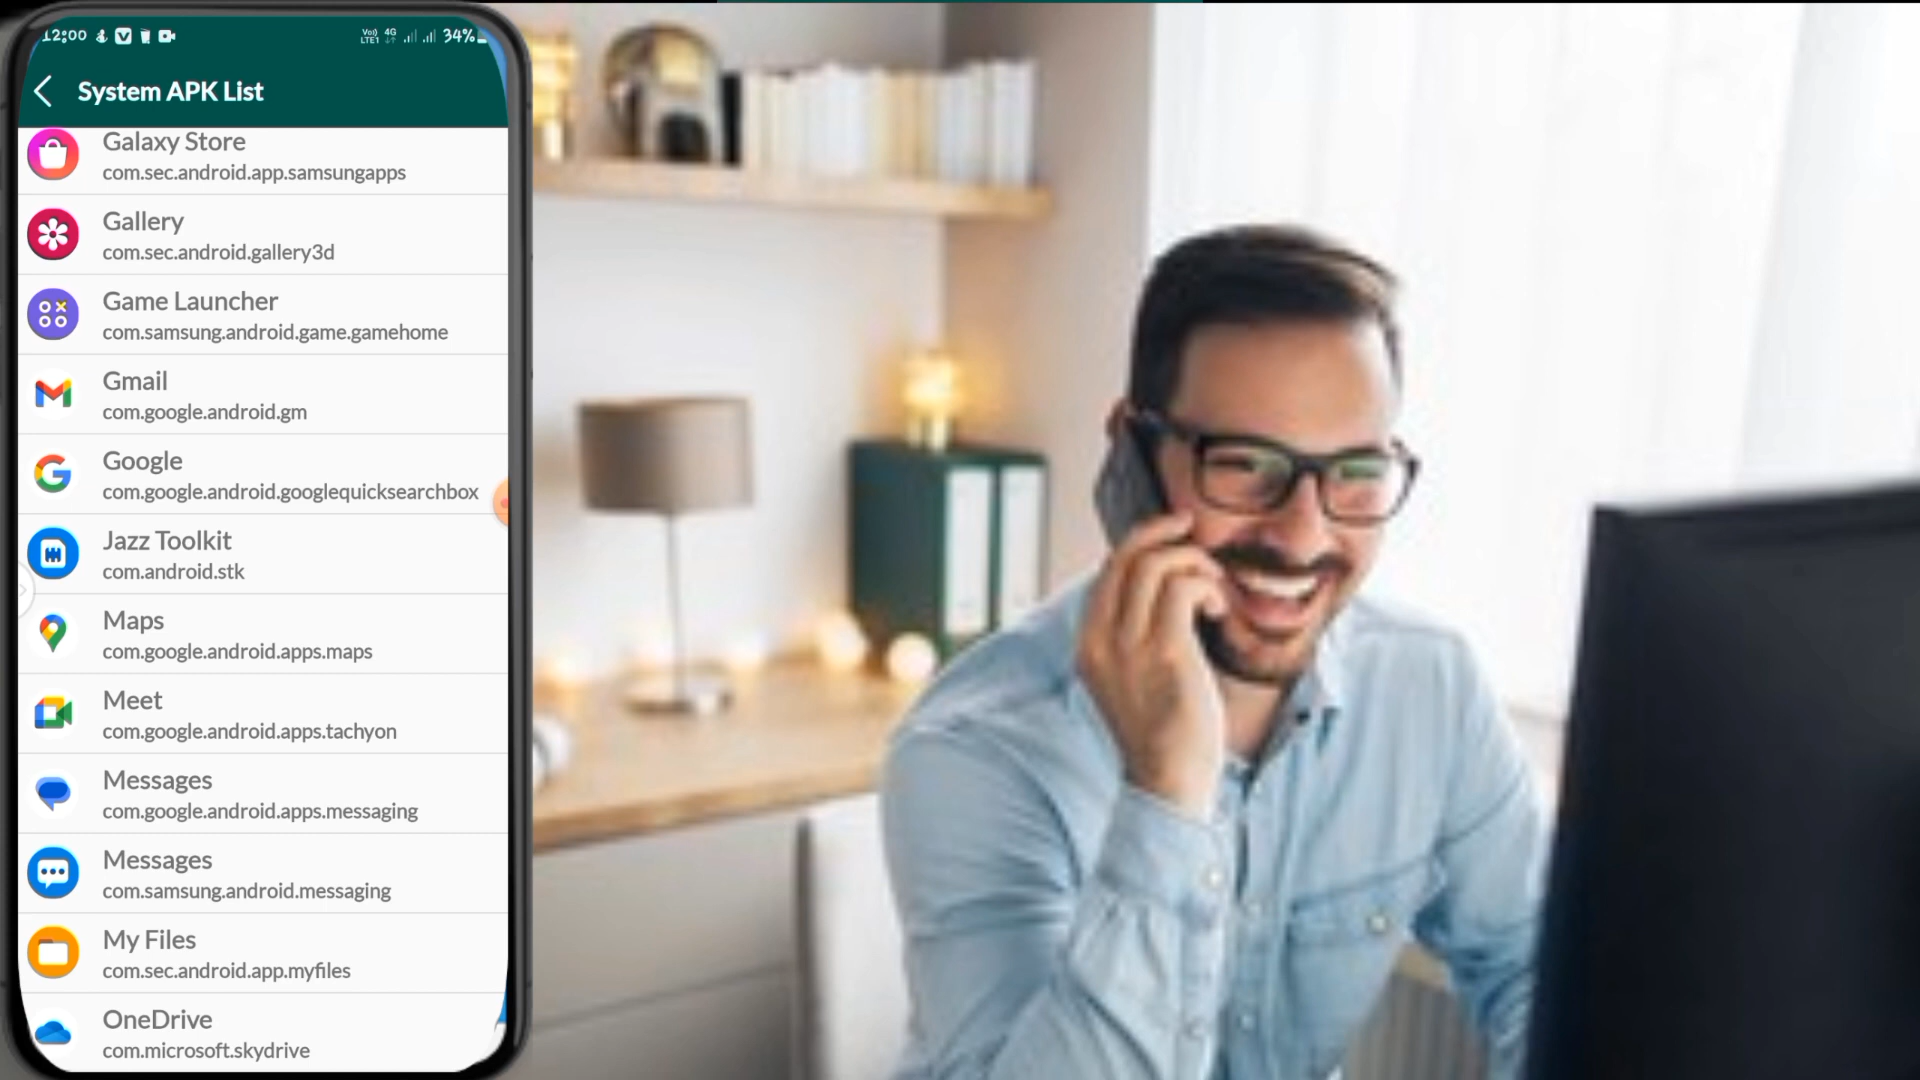 12:00
VoI) LTE1 4G 34%
System APK List
Galaxy Store
com.sec.android.app.samsungapps
Gallery
com.sec.android.gallery3d
Game Launcher
com.samsung.android.game.gamehome
Gmail
com.google.android.gm
Google
com.google.android.googlequicksearchbox
Jazz Toolkit
com.android.stk
Maps
com.google.android.apps.maps
Meet
com.google.android.apps.tachyon
Messages
com.google.android.apps.messaging
Messages
com.samsung.android.messaging
My Files
com.sec.android.app.myfiles
OneDrive
com.microsoft.skydrive